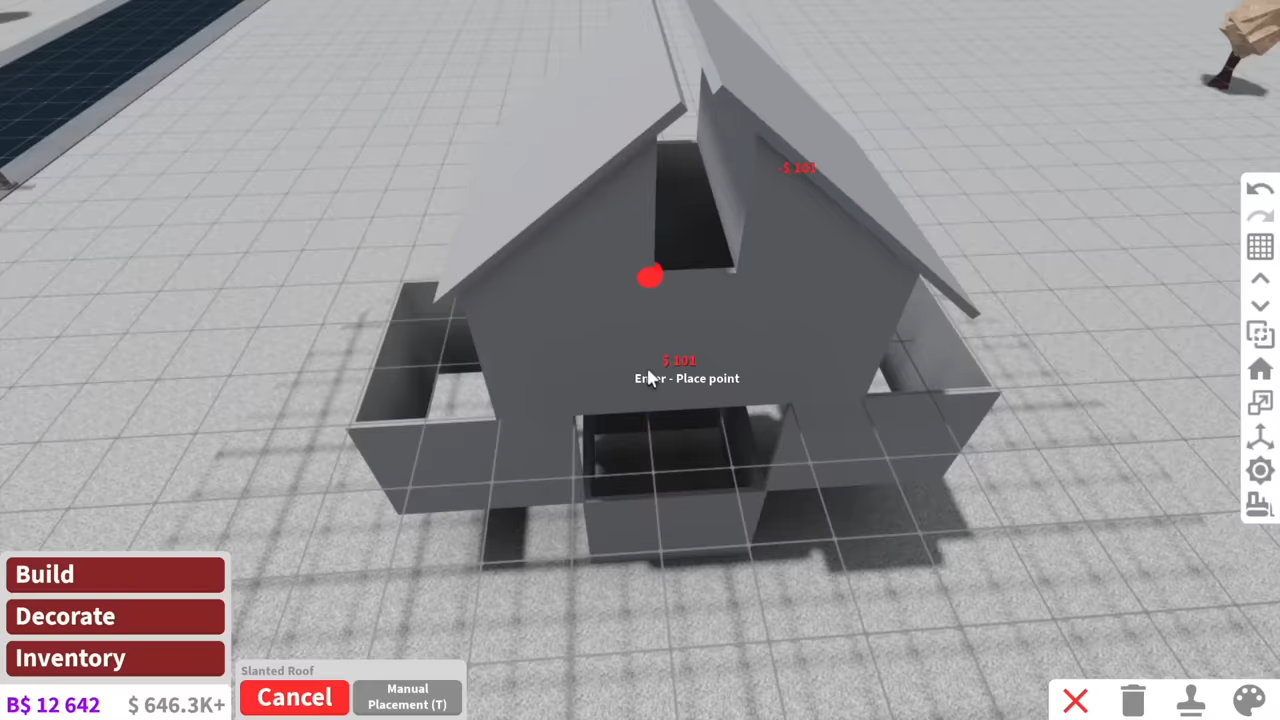 -$ 101
$ 101
Enter - Place point
Build
Decorate
Inventory
B$ 12 642 $ 646.3K+
Slanted Roof
Cancel
Manual
Placement (T)